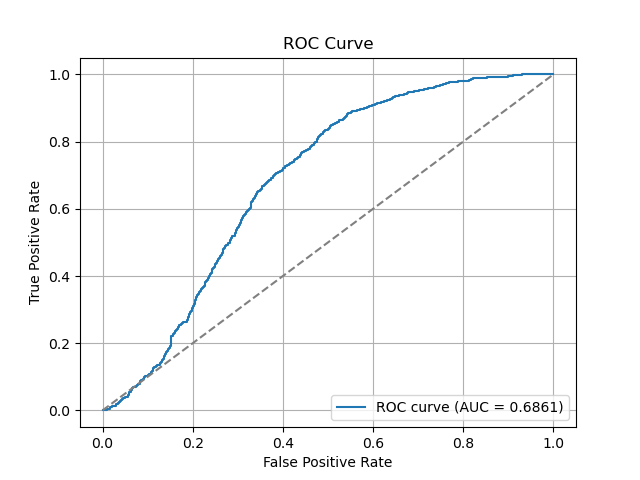 ROC Curve
True Positive Rate
1.0
0.8
0.6
0.4
0.2
0.0
ROC curve (AUC = 0.6861)
0.0 0.2 0.4 0.6 0.8 1.0
False Positive Rate